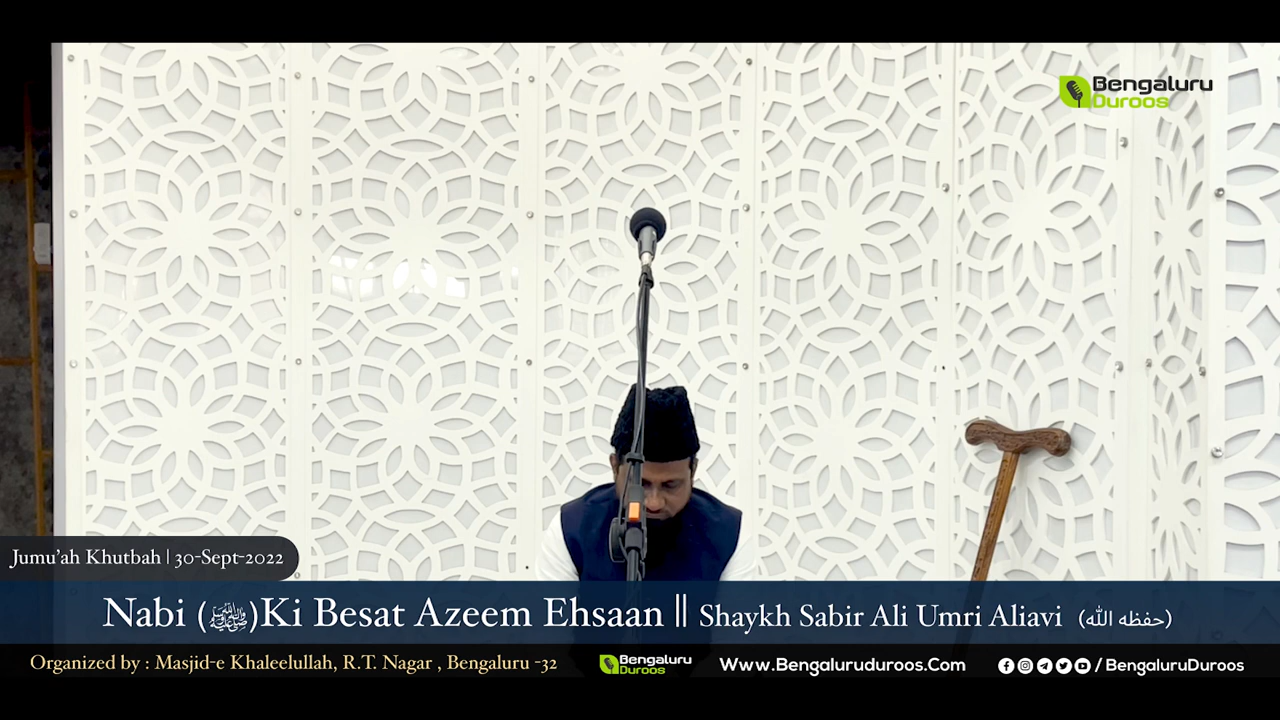 Bengaluru
Duroos
Jumu'ah Khutbah | 30-Sept-2022
Nabi (ﷺ)Ki Besat Azeem Ehsaan || Shaykh Sabir Ali Umri Aliavi (حفظه الله)
Organized by : Masjid-e Khaleelullah, R.T. Nagar , Bengaluru -32
Bengaluru
Duroos
Www.Bengaluruduroos.Com
/ BengaluruDuroos